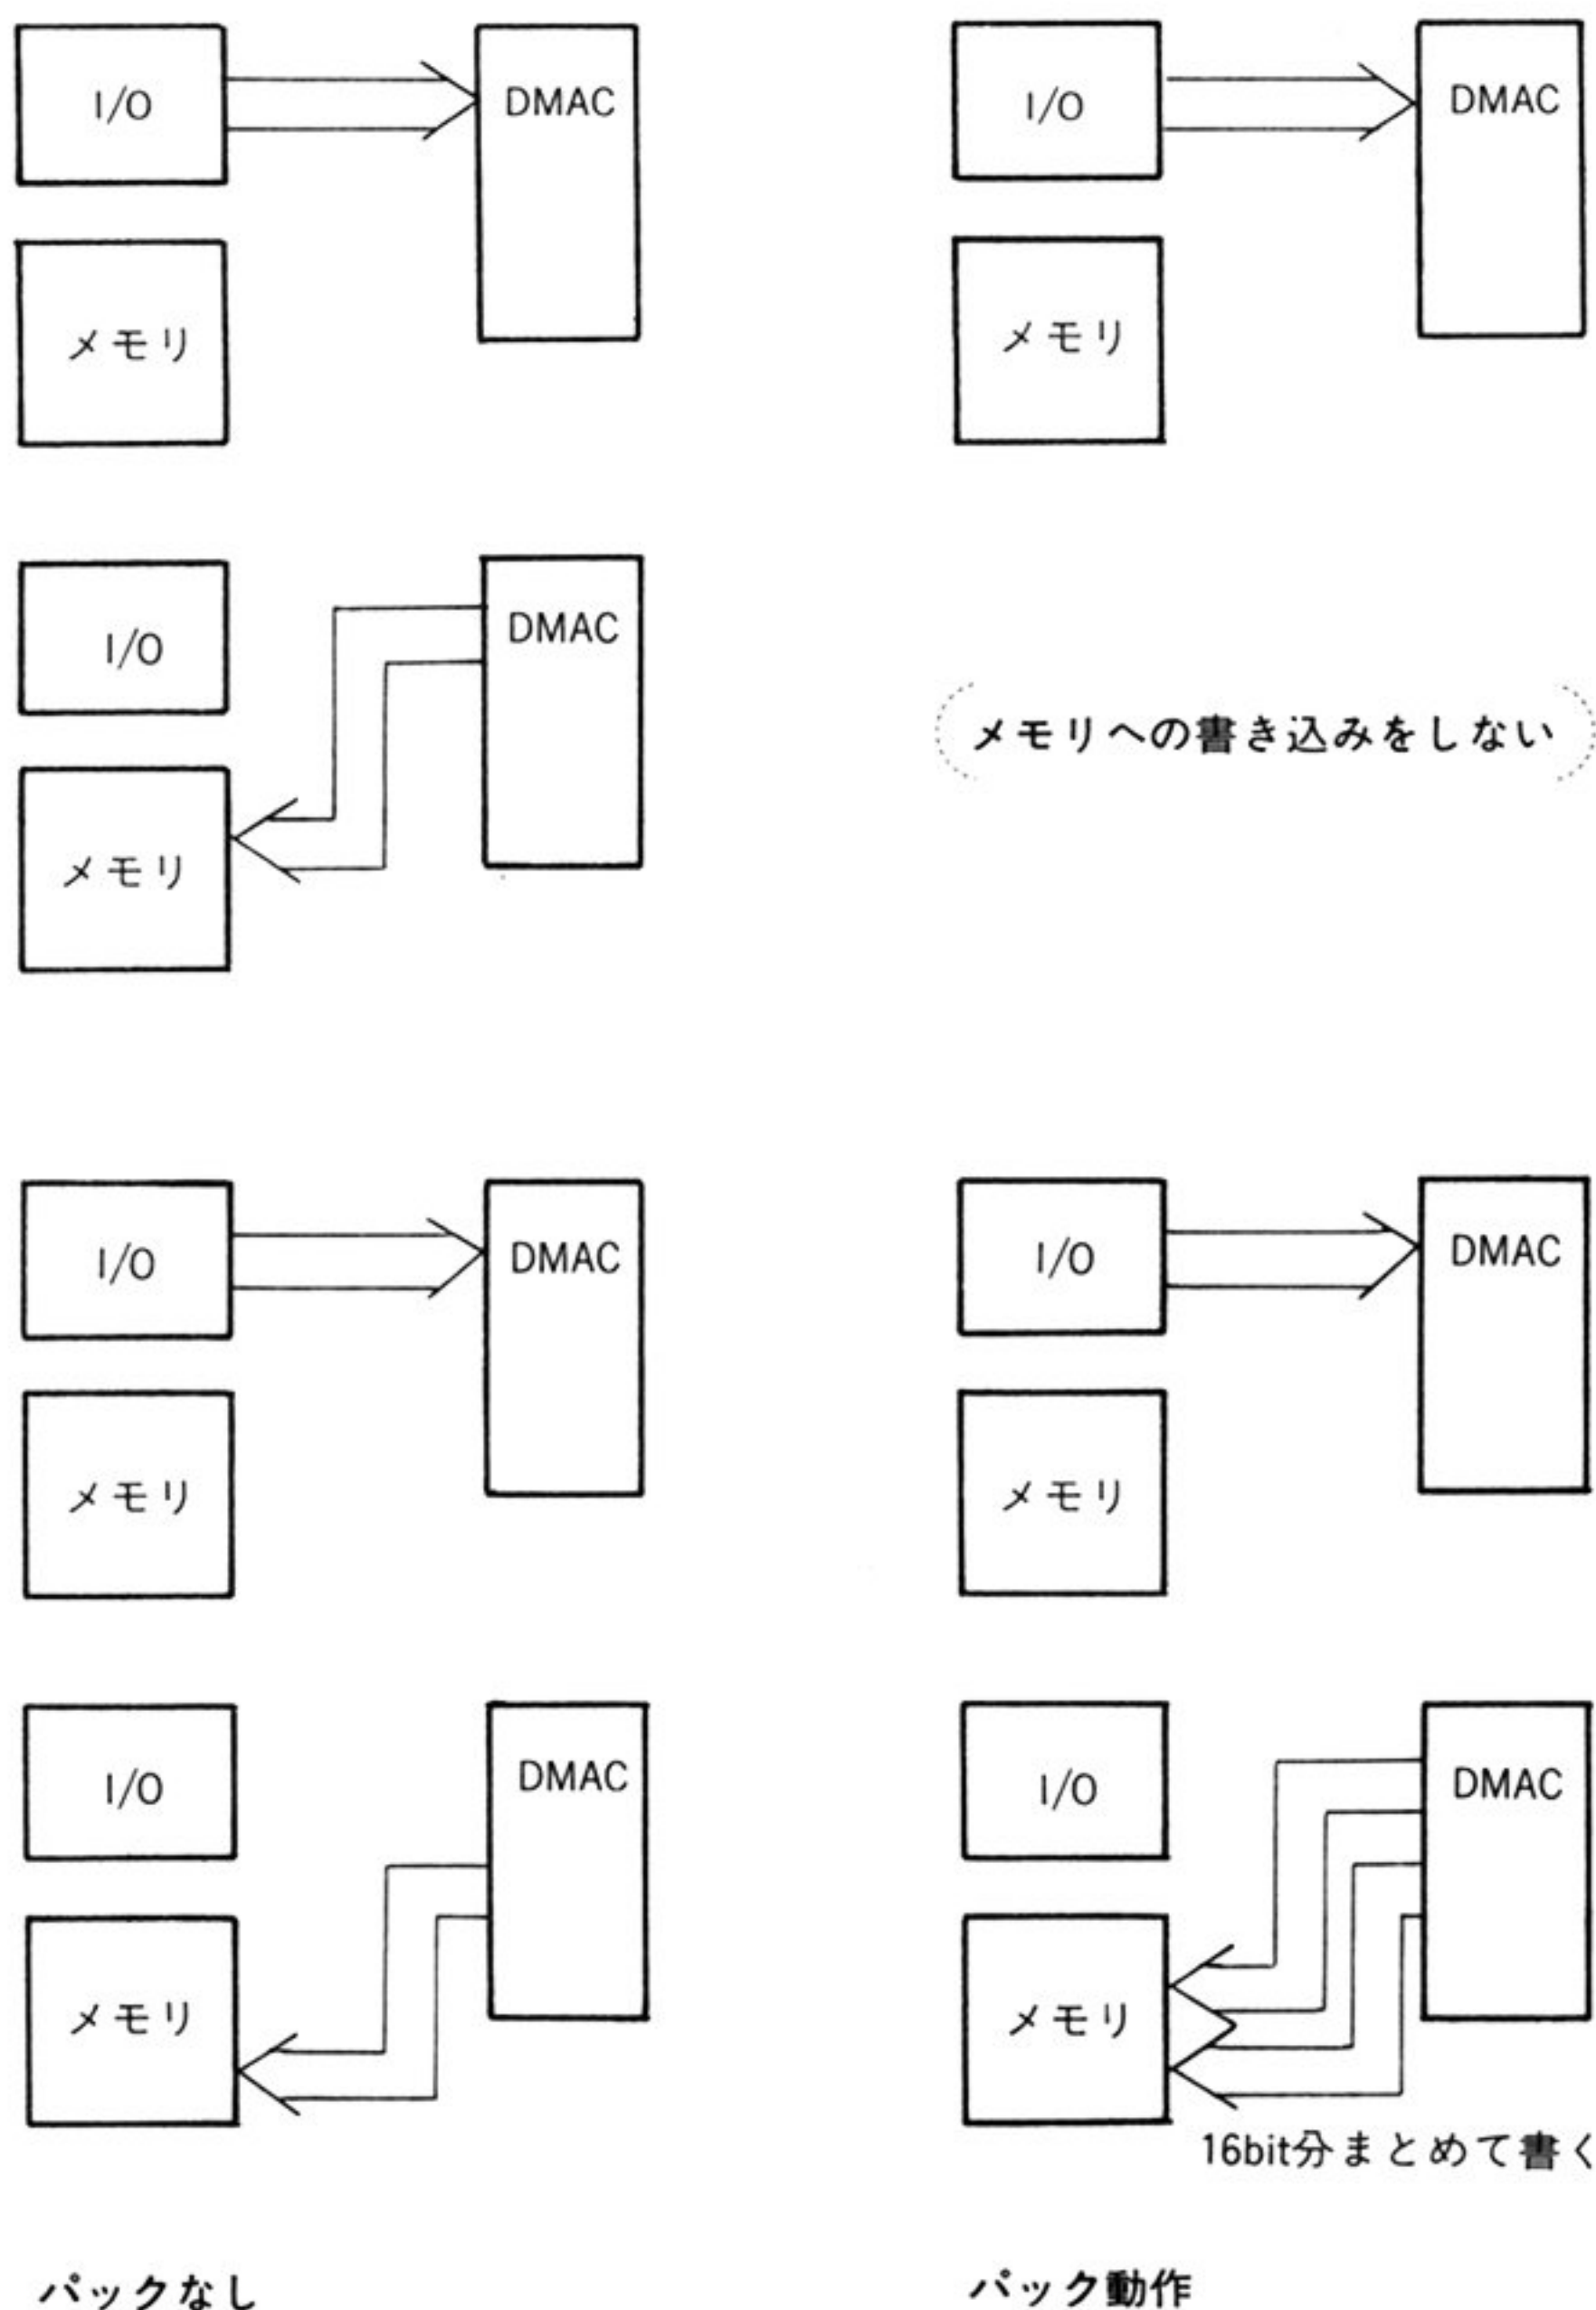 I/O
DMAC
メモリ
I/O
DMAC
メモリ
I/O
DMAC
メモリ
メモリへの書き込みをしない
I/O
DMAC
メモリ
I/O
DMAC
メモリ
I/O
DMAC
メモリ
I/O
DMAC
メモリ
16bit分まとめて書く
パックなし
パック動作